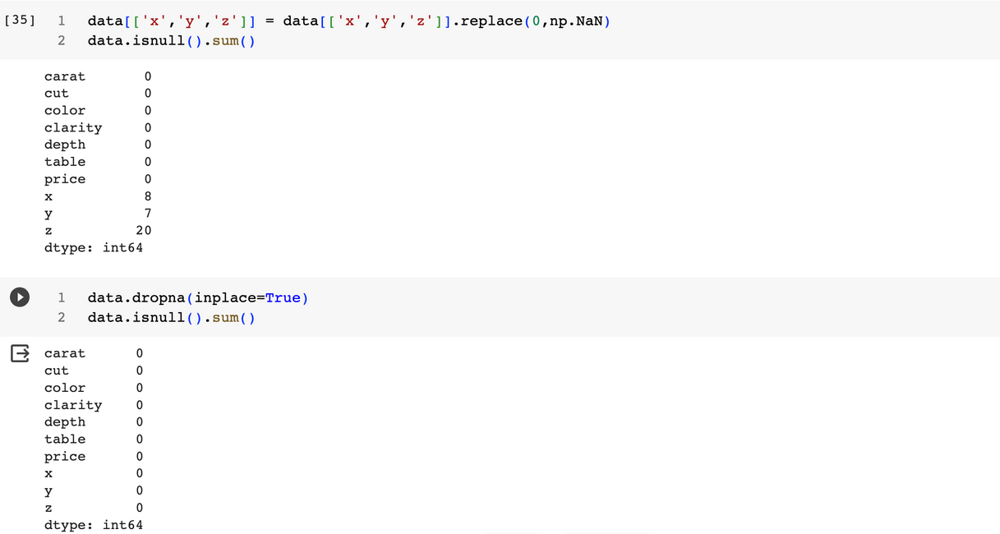 [35] 1 data[['x','y','z']] = data[['x','y','z']].replace(0,np.NaN)
2 data.isnull().sum()
carat 0
cut 0
color 0
clarity 0
depth 0
table 0
price 0
x 8
y 7
z 20
dtype: int64
1 data.dropna(inplace=True)
2 data.isnull().sum()
carat 0
cut 0
color 0
clarity 0
depth 0
table 0
price 0
x 0
y 0
z 0
dtype: int64